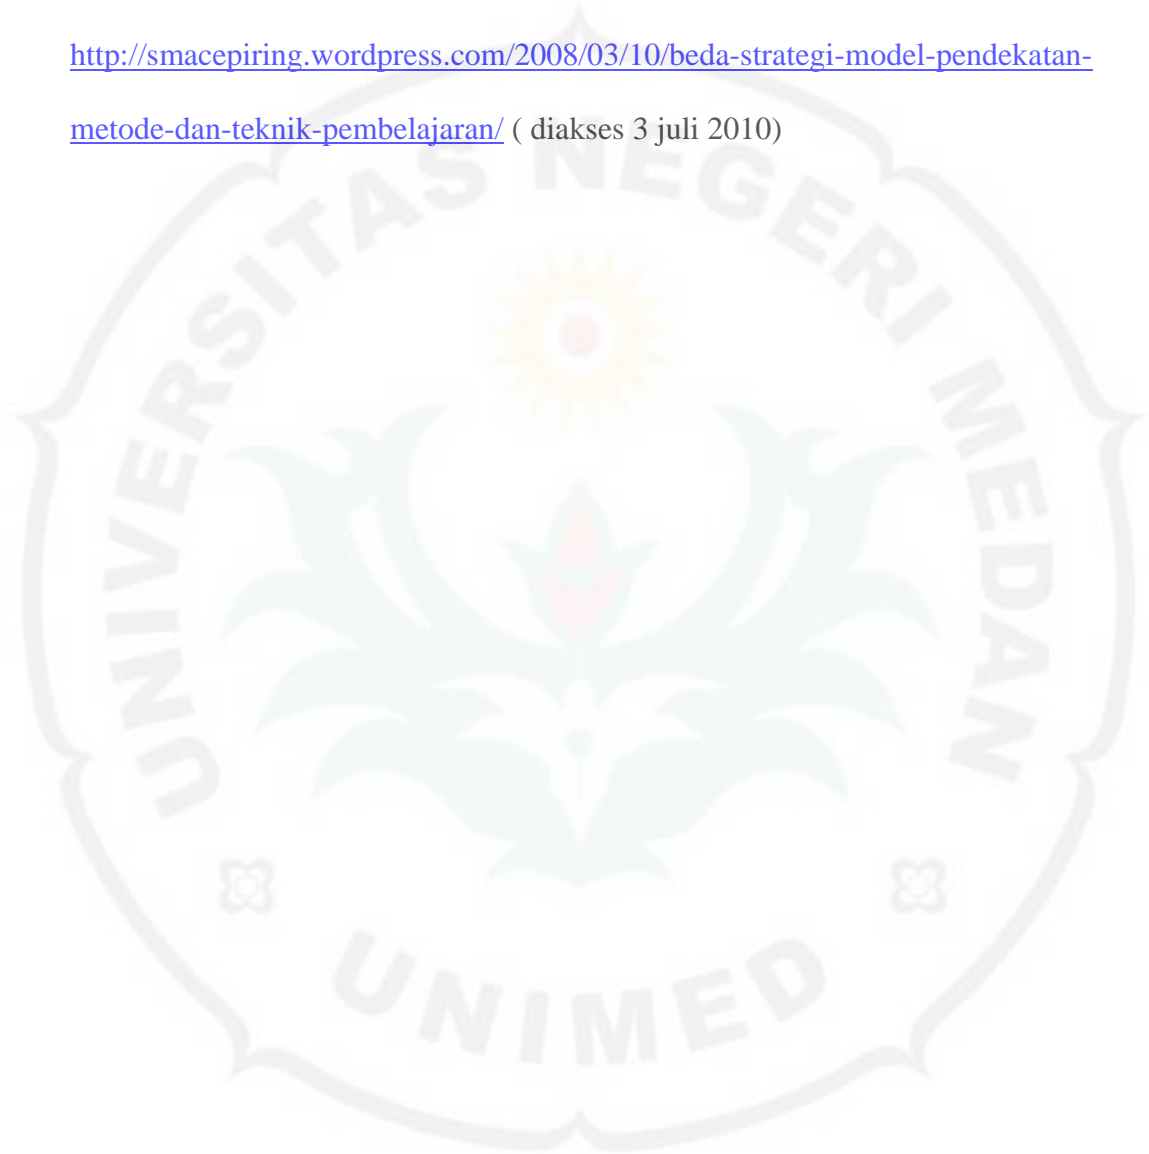 http://smacepiring.wordpress.com/2008/03/10/beda-strategi-model-pendekatan-
metode-dan-teknik-pembelajaran/ ( diakses 3 juli 2010)
UNIVERSITAS NEGERI MEDAN
UNIMED